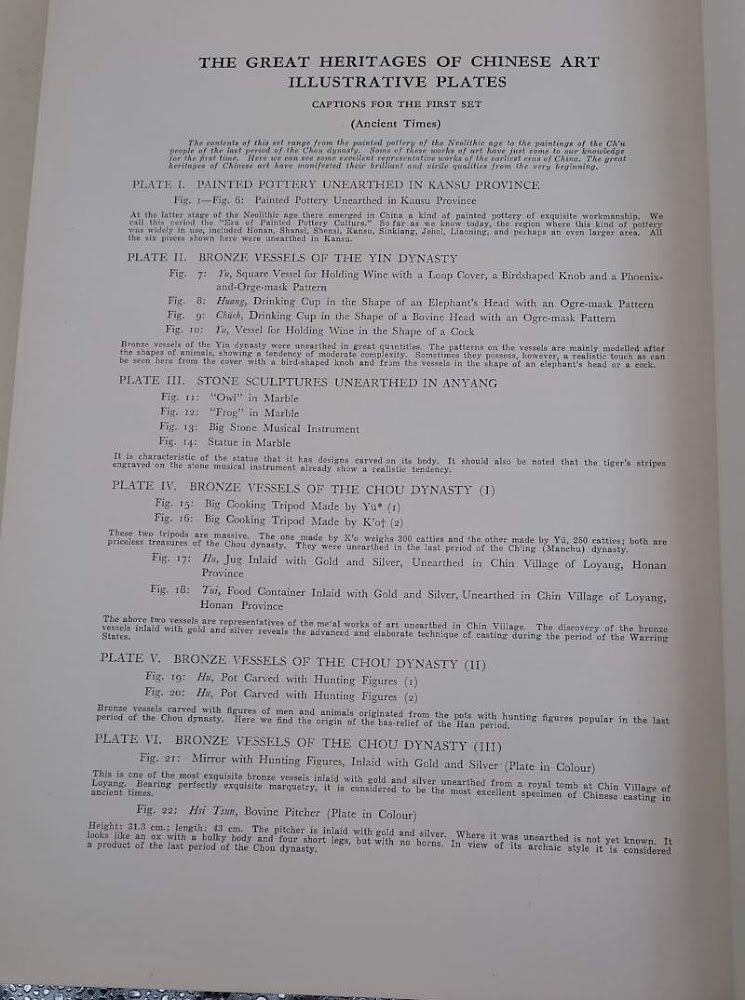 THE GREAT HERITAGES OF CHINESE ART
ILLUSTRATIVE PLATES
CAPTIONS FOR THE FIRST SET
(Ancient Times)
The contents of this set range from the painted pottery of the Neolithic age to the paintings of the Ch'u
people of the last period of the Chou dynasty. Some of these works of art have just come to our knowledge
for the first time. Here we can see some excellent representative works of the earliest eras of China. The great
heritages of Chinese art have manifested their brilliant and virile qualities from the very beginning.
PLATE I. PAINTED POTTERY UNEARTHED IN KANSU PROVINCE
Fig. 1—Fig. 6: Painted Pottery Unearthed in Kansu Province
At the latter stage of the Neolithic age there emerged in China a kind of painted pottery of exquisite workmanship. We
call this period the "Era of Painted Pottery Culture." So far as we know today, the region where this kind of pottery
was widely in use, included Honan, Shansi, Shensi, Kansu, Sinkiang, Jehol, Liaoning, and perhaps an even larger area. All
the six pieces shown here were unearthed in Kansu.
PLATE II. BRONZE VESSELS OF THE YIN DYNASTY
Fig. 7: Yu, Square Vessel for Holding Wine with a Loop Cover, a Birdshaped Knob and a Phoenix-
and-Orge-mask Pattern
Fig. 8: Huang, Drinking Cup in the Shape of an Elephant's Head with an Ogre-mask Pattern
Fig. 9: Chüeh, Drinking Cup in the Shape of a Bovine Head with an Ogre-mask Pattern
Fig. 10: Yu, Vessel for Holding Wine in the Shape of a Cock
Bronze vessels of the Yin dynasty were unearthed in great quantities. The patterns on the vessels are mainly modelled after
the shapes of animals, showing a tendency of moderate complexity. Sometimes they possess, however, a realistic touch as can
be seen here from the cover with a bird-shaped knob and from the vessels in the shape of an elephant's head or a cock.
PLATE III. STONE SCULPTURES UNEARTHED IN ANYANG
Fig. 11: "Owl" in Marble
Fig. 12: "Frog" in Marble
Fig. 13: Big Stone Musical Instrument
Fig. 14: Statue in Marble
It is characteristic of the statue that it has designs carved on its body. It should also be noted that the tiger's stripes
engraved on the stone musical instrument already show a realistic tendency.
PLATE IV. BRONZE VESSELS OF THE CHOU DYNASTY (I)
Fig. 15: Big Cooking Tripod Made by Yü* (1)
Fig. 16: Big Cooking Tripod Made by K'o† (2)
These two tripods are massive. The one made by K'o weighs 300 catties and the other made by Yü, 250 catties; both are
priceless treasures of the Chou dynasty. They were unearthed in the last period of the Ch'ing (Manchu) dynasty.
Fig. 17: Hu, Jug Inlaid with Gold and Silver, Unearthed in Chin Village of Loyang, Honan
Province
Fig. 18: Tui, Food Container Inlaid with Gold and Silver, Unearthed in Chin Village of Loyang,
Honan Province
The above two vessels are representatives of the metal works of art unearthed in Chin Village. The discovery of the bronze
vessels inlaid with gold and silver reveals the advanced and elaborate technique of casting during the period of the Warring
States.
PLATE V. BRONZE VESSELS OF THE CHOU DYNASTY (II)
Fig. 19: Hu, Pot Carved with Hunting Figures (1)
Fig. 20: Hu, Pot Carved with Hunting Figures (2)
Bronze vessels carved with figures of men and animals originated from the pots with hunting figures popular in the last
period of the Chou dynasty. Here we find the origin of the bas-relief of the Han period.
PLATE VI. BRONZE VESSELS OF THE CHOU DYNASTY (III)
Fig. 21: Mirror with Hunting Figures, Inlaid with Gold and Silver (Plate in Colour)
This is one of the most exquisite bronze vessels inlaid with gold and silver unearthed from a royal tomb at Chin Village of
Loyang. Bearing perfectly exquisite marquetry, it is considered to be the most excellent specimen of Chinese casting in
ancient times.
Fig. 22: Hsi Tsun, Bovine Pitcher (Plate in Colour)
Height: 31.3 cm.; length: 43 cm. The pitcher is inlaid with gold and silver. Where it was unearthed is not yet known. It
looks like an ox with a bulky body and four short legs, but with no horns. In view of its archaic style it is considered
a product of the last period of the Chou dynasty.